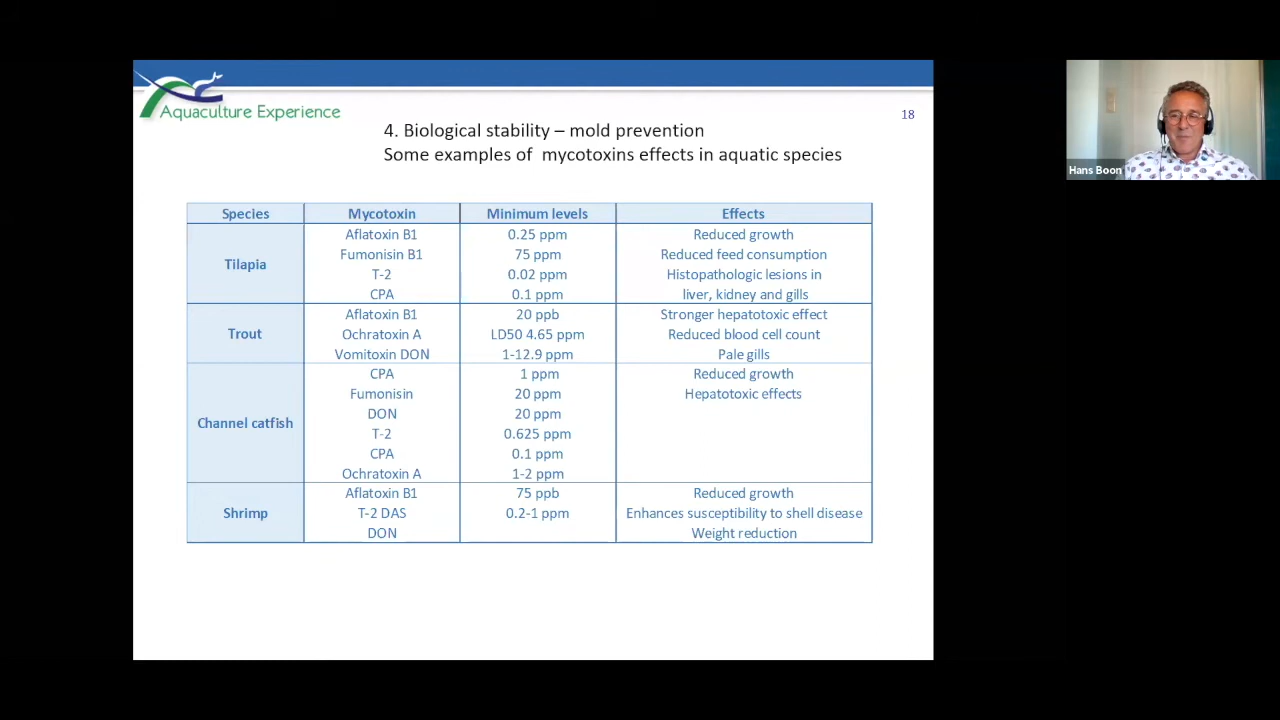 Aquaculture Experience
18
4. Biological stability – mold prevention
Some examples of mycotoxins effects in aquatic species
Hans Boon
Species Mycotoxin Minimum levels Effects
Tilapia
Aflatoxin B1 0.25 ppm Reduced growth
Fumonisin B1 75 ppm Reduced feed consumption
T-2 0.02 ppm Histopathologic lesions in
CPA 0.1 ppm liver, kidney and gills
Trout
Aflatoxin B1 20 ppb Stronger hepatotoxic effect
Ochratoxin A LD50 4.65 ppm Reduced blood cell count
Vomitoxin DON 1-12.9 ppm Pale gills
Channel catfish
CPA 1 ppm Reduced growth
Fumonisin 20 ppm Hepatotoxic effects
DON 20 ppm
T-2 0.625 ppm
CPA 0.1 ppm
Ochratoxin A 1-2 ppm
Shrimp
Aflatoxin B1 75 ppb Reduced growth
T-2 DAS 0.2-1 ppm Enhances susceptibility to shell disease
DON Weight reduction